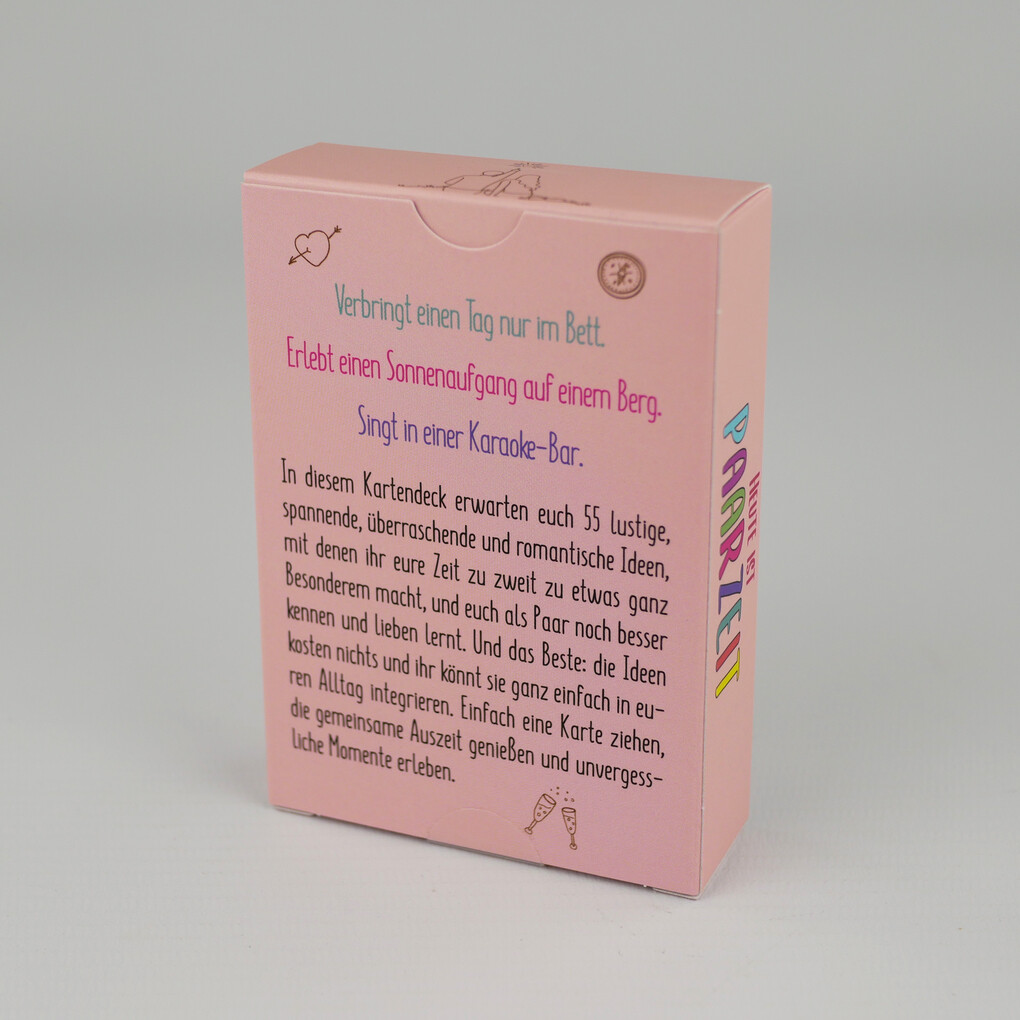 Verbringt einen Tag nur im Bett.
Erlebt einen Sonnenaufgang auf einem Berg.
Singt in einer Karaoke-Bar.
In diesem Kartendeck erwarten euch 55 lustige,
spannende, überraschende und romantische Ideen,
mit denen ihr eure Zeit zu zweit zu etwas ganz
Besonderem macht, und euch als Paar noch besser
kennen und lieben lernt. Und das Beste: die Ideen
kosten nichts und ihr könnt sie ganz einfach in eu-
ren Alltag integrieren. Einfach eine Karte ziehen,
die gemeinsame Auszeit genießen und unvergess-
liche Momente erleben.
HEUTE IST
PAARZEIT